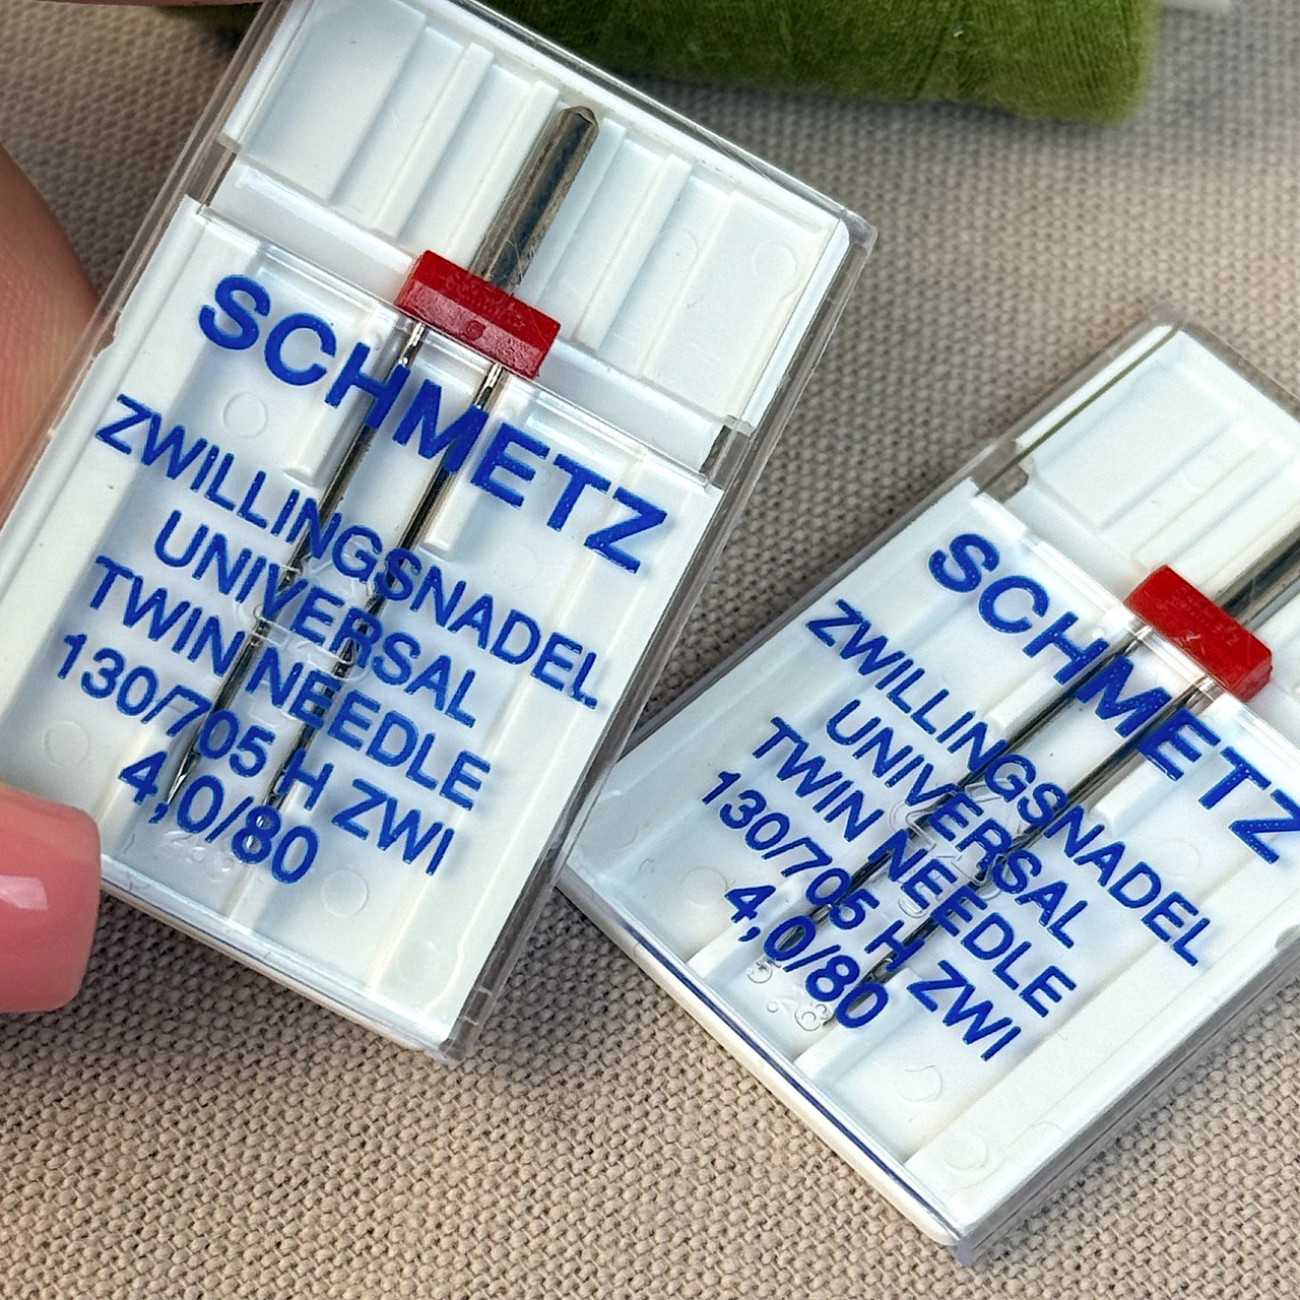 SCHMETZ
ZWILLINGSNADEL
UNIVERSAL
TWIN NEEDLE
130/705 H ZWI
4,0/80
SCHMETZ
ZWILLINGSNADEL
UNIVERSAL
TWIN NEEDLE
130/705 H ZWI
4,0/80